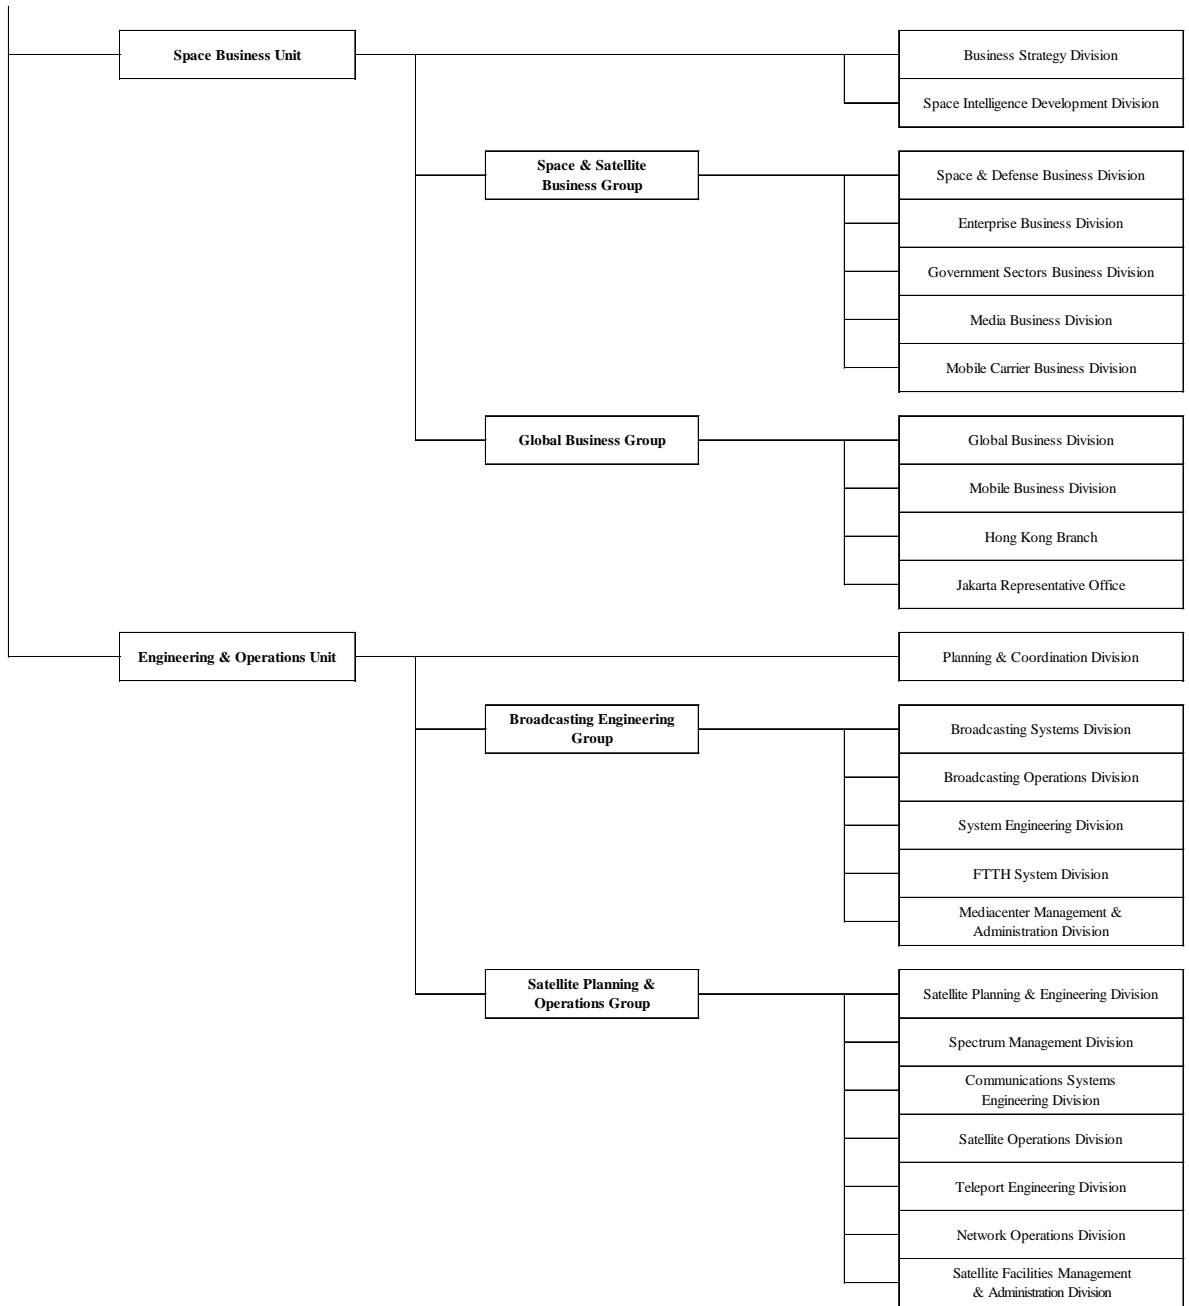 Space Business Unit
Business Strategy Division
Space Intelligence Development Division
Space & Satellite
Business Group
Space & Defense Business Division
Enterprise Business Division
Government Sectors Business Division
Media Business Division
Mobile Carrier Business Division
Global Business Group
Global Business Division
Mobile Business Division
Hong Kong Branch
Jakarta Representative Office
Engineering & Operations Unit
Planning & Coordination Division
Broadcasting Engineering
Group
Broadcasting Systems Division
Broadcasting Operations Division
System Engineering Division
FTTH System Division
Mediacenter Management &
Administration Division
Satellite Planning &
Operations Group
Satellite Planning & Engineering Division
Spectrum Management Division
Communications Systems
Engineering Division
Satellite Operations Division
Teleport Engineering Division
Network Operations Division
Satellite Facilities Management
& Administration Division